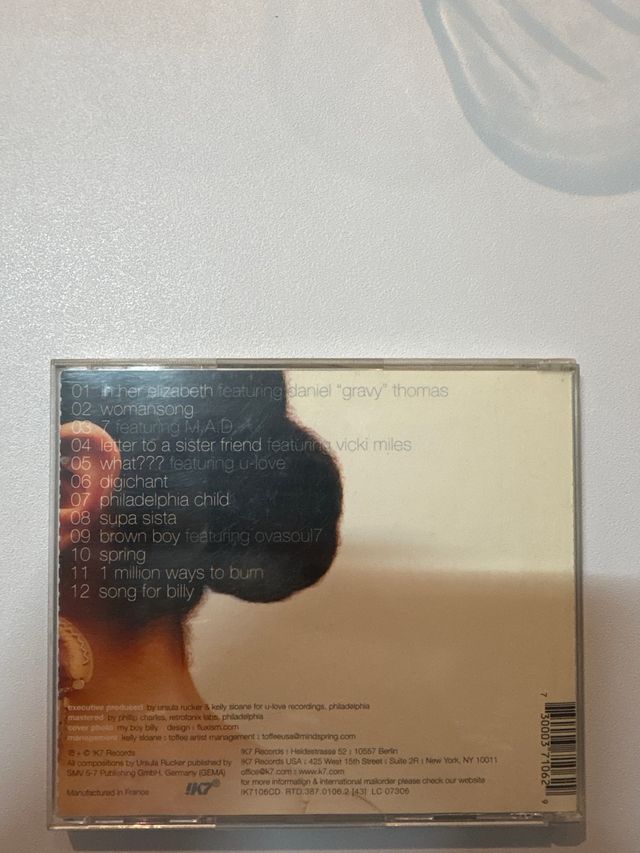 01 in her elizabeth featuring daniel "gravy" thomas
02 womansong
03 7 featuring M.A.D.
04 letter to a sister friend featuring vicki miles
05 what??? featuring u-love
06 digichant
07 philadelphia child
08 supa sista
09 brown boy featuring ovasoul7
10 spring
11 1 million ways to burn
12 song for billy
executive produced by ursula rucker & kelly sloane for u-love recordings, philadelphia
mastered by phillip charles, retrofonix labs, philadelphia
cover photo my boy billy design : fluxism.com
management kelly sloane : toffee artist management : toffeeusa@mindspring.com
℗ + © !K7 Records
All compositions by Ursula Rucker published by
SMV 5-7 Publishing GmbH, Germany (GEMA)
Manufactured in France
!K7
!K7 Records : Heidestrasse 52 : 10557 Berlin
!K7 Records USA : 425 West 15th Street : Suite 2R : New York, NY 10011
office@k7.com : www.k7.com
for more information & international mailorder please check our website
!K7106CD RTD.387.0106.2 [43] LC 07306
7 30003 71062 9